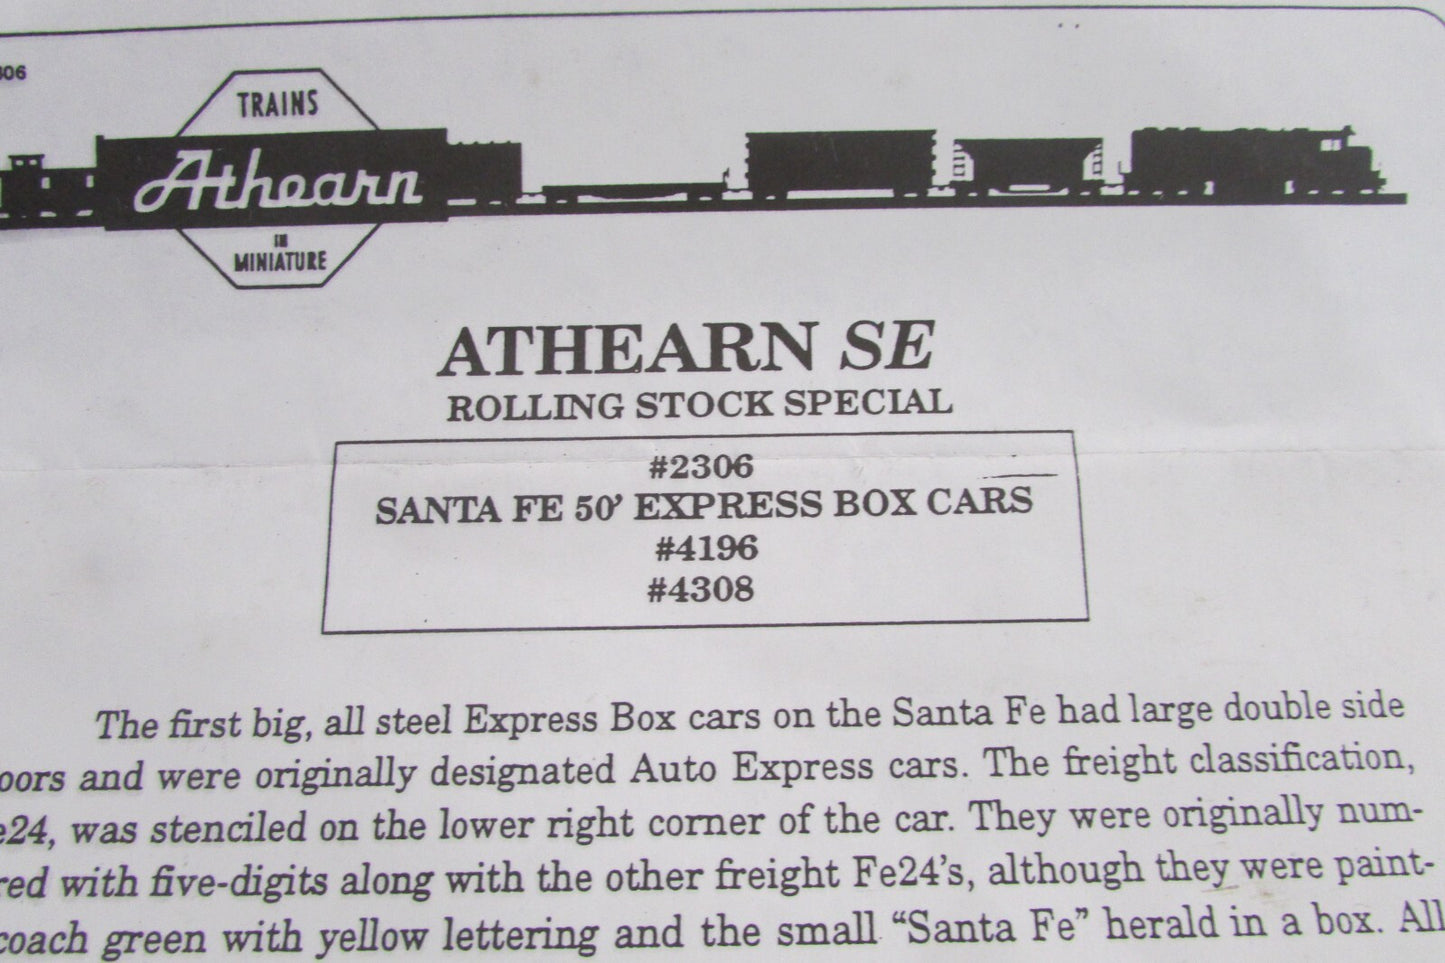 306
TRAINS
Athearn
IN
MINIATURE
ATHEARN SE
ROLLING STOCK SPECIAL
#2306
SANTA FE 50' EXPRESS BOX CARS
#4196
#4308
The first big, all steel Express Box cars on the Santa Fe had large double side
oors and were originally designated Auto Express cars. The freight classification,
e24, was stenciled on the lower right corner of the car. They were originally num-
red with five-digits along with the other freight Fe24's, although they were paint-
coach green with yellow lettering and the small “Santa Fe” herald in a box. All